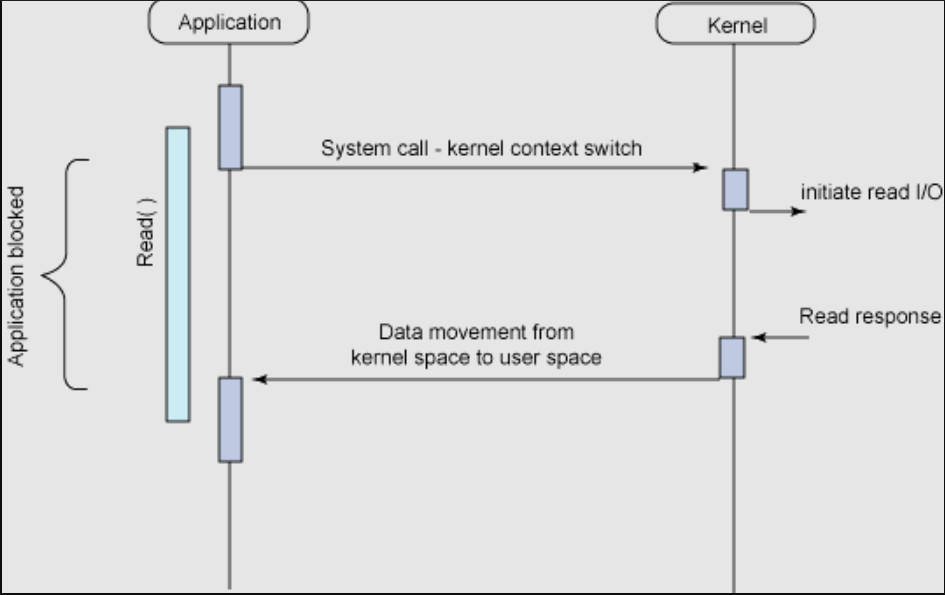 Application
Kernel
System call - kernel context switch
initiate read I/O
Application blocked
Read( )
Read response
Data movement from
kernel space to user space